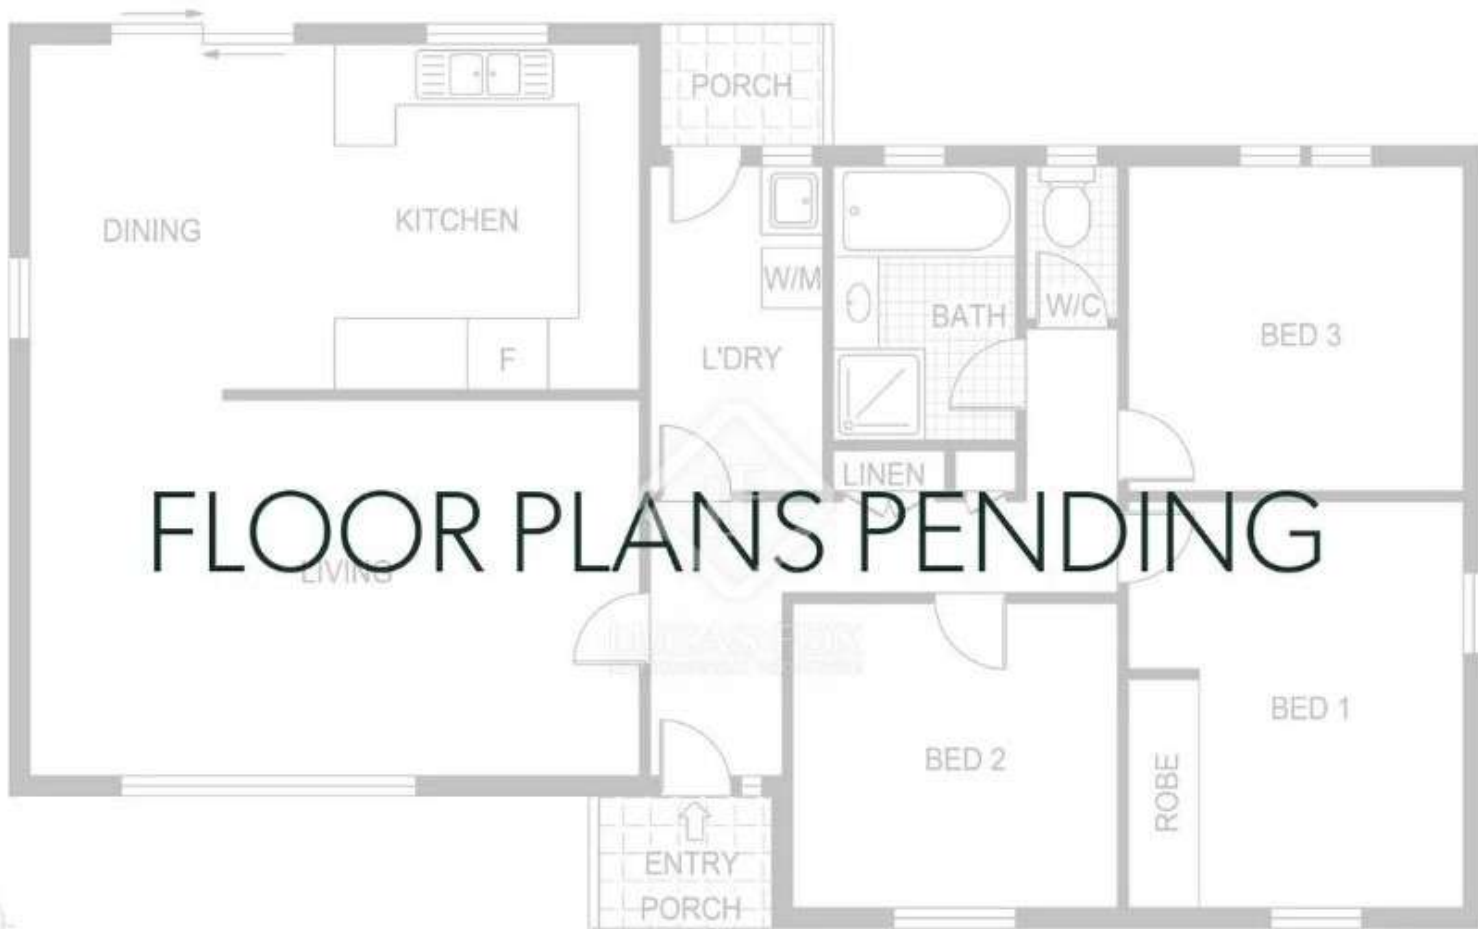 PORCH
DINING
KITCHEN
W/M
BATH
W/C
BED 3
L'DRY
F
LINEN
FLOOR PLANS PENDING
LIVING
BED 1
BED 2
ROBE
ENTRY
PORCH